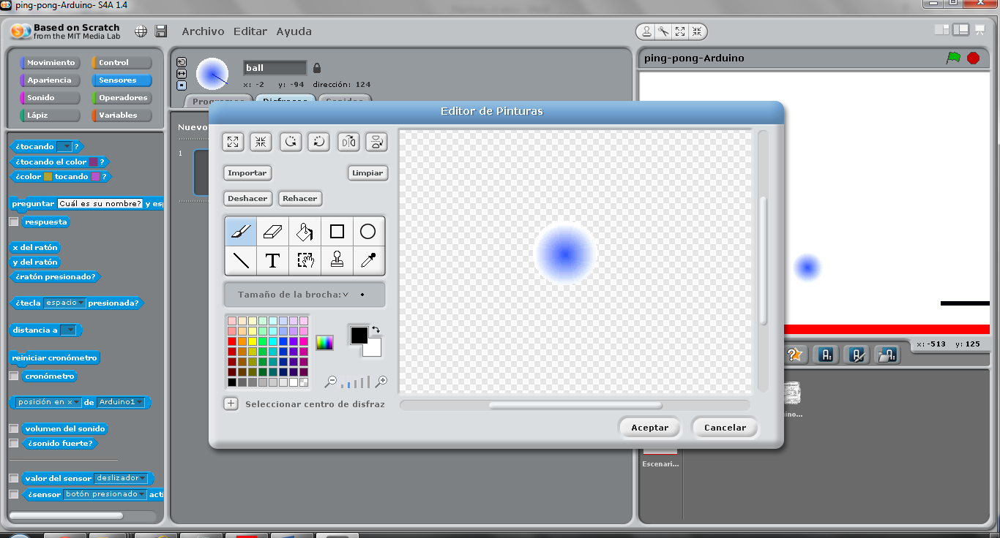 ping-pong-Arduino- S4A 1.4
Based on Scratch
from the MIT Media Lab
Archivo Editar Ayuda
Movimiento Control
Apariencia Sensores
Sonido Operadores
Lápiz Variables
¿tocando ?
¿tocando el color ?
¿color tocando ?
preguntar Cuál es su nombre? y esp
respuesta
x del ratón
y del ratón
¿ratón presionado?
¿tecla espacio presionada?
distancia a
reiniciar cronómetro
cronómetro
posición en x de Arduino1
volumen del sonido
¿sonido fuerte?
valor del sensor deslizador
¿sensor botón presionado acti
ball
x: -2 y: -94 dirección: 124
Programas Disfraces Sonidos
Nuevo
1
Editor de Pinturas
Importar Limpiar
Deshacer Rehacer
T
Tamaño de la brocha:
Seleccionar centro de disfraz
Aceptar Cancelar
ping-pong-Arduino
x: -513 y: 125
uino...
Escenari...